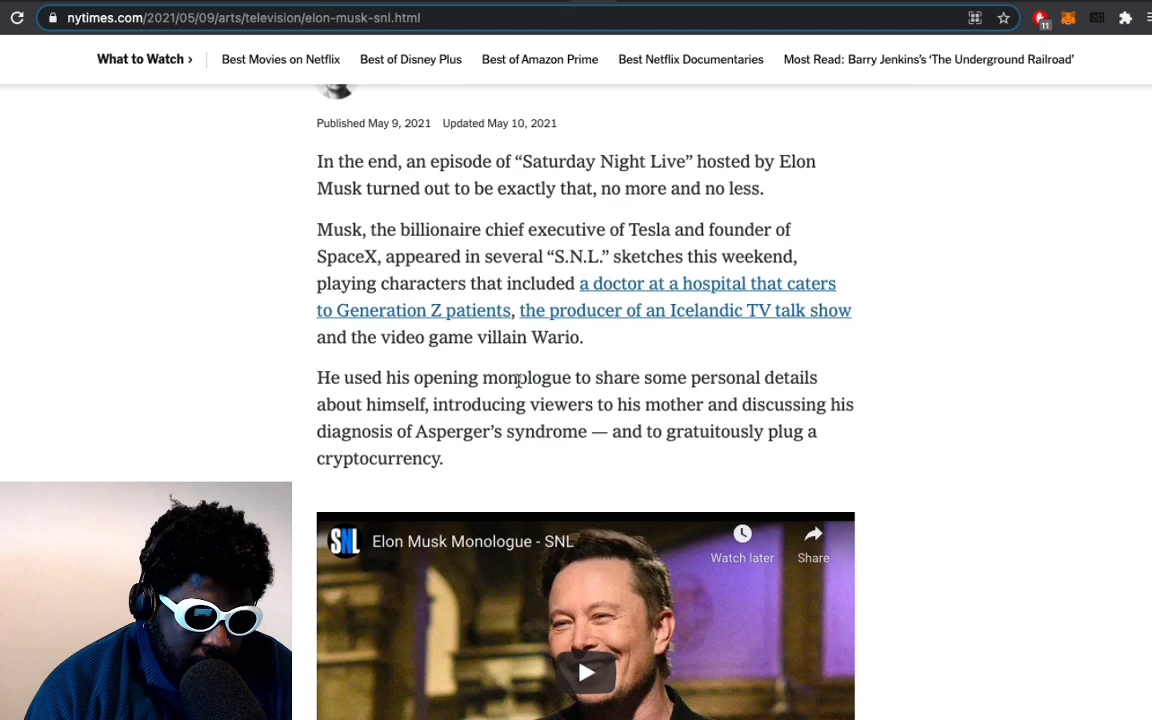 nytimes.com/2021/05/09/arts/television/elon-musk-snl.html
11
What to Watch › Best Movies on Netflix Best of Disney Plus Best of Amazon Prime Best Netflix Documentaries Most Read: Barry Jenkins's ‘The Underground Railroad’
Published May 9, 2021 Updated May 10, 2021
In the end, an episode of “Saturday Night Live” hosted by Elon
Musk turned out to be exactly that, no more and no less.
Musk, the billionaire chief executive of Tesla and founder of
SpaceX, appeared in several “S.N.L.” sketches this weekend,
playing characters that included a doctor at a hospital that caters
to Generation Z patients, the producer of an Icelandic TV talk show
and the video game villain Wario.
He used his opening monologue to share some personal details
about himself, introducing viewers to his mother and discussing his
diagnosis of Asperger’s syndrome — and to gratuitously plug a
cryptocurrency.
SNL Elon Musk Monologue - SNL
Watch later Share